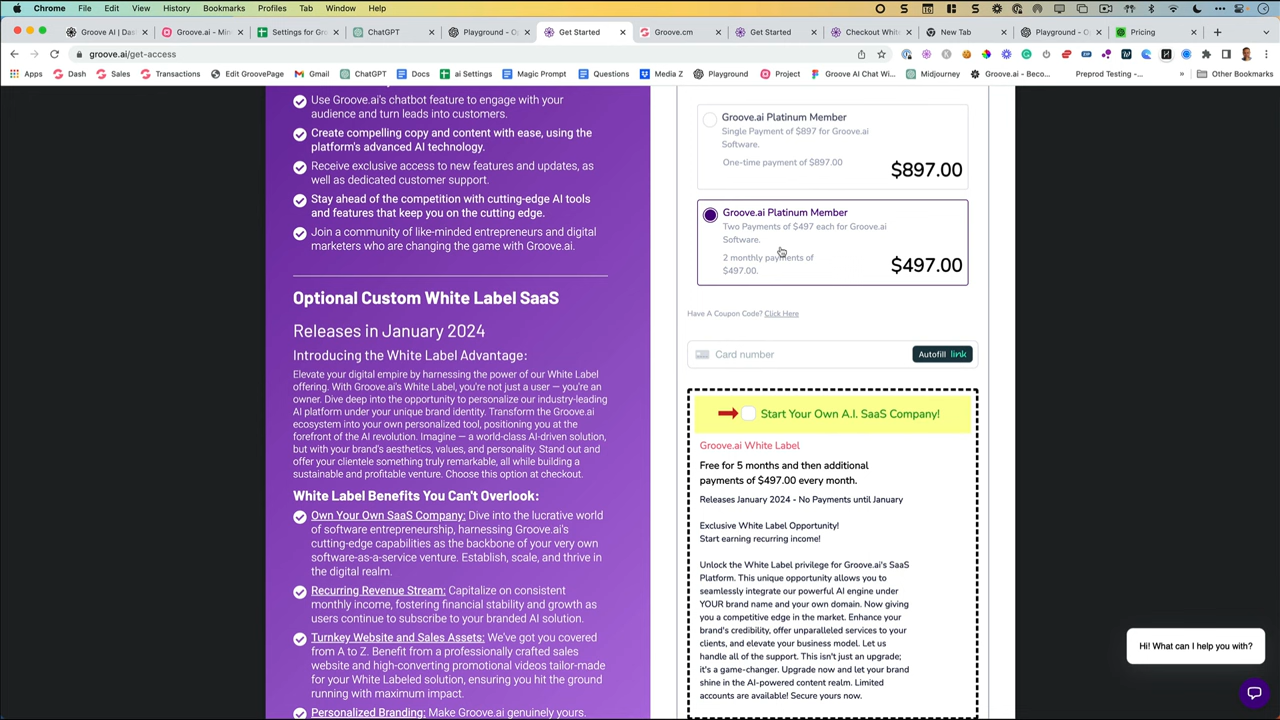 Chrome File Edit View History Bookmarks Profiles Tab Window Help
Groove AI | Das
Groove.ai - Min
Settings for Gro
ChatGPT
Playground - O
Get Started
Groove.cm
Get Started
Checkout White
New Tab
Playground - O
Pricing
groove.ai/get-access
Apps Dash Sales Transactions Edit GroovePage Gmail ChatGPT Docs ai Settings Magic Prompt Questions Media Z Playground Project Groove AI Chat Wi... Midjourney Groove.ai - Beco... Preprod Testing -... » Other Bookmarks
Use Groove.ai's chatbot feature to engage with your
audience and turn leads into customers.
Create compelling copy and content with ease, using the
platform's advanced AI technology.
Receive exclusive access to new features and updates, as
well as dedicated customer support.
Stay ahead of the competition with cutting-edge AI tools
and features that keep you on the cutting edge.
Join a community of like-minded entrepreneurs and digital
marketers who are changing the game with Groove.ai.
Optional Custom White Label SaaS
Releases in January 2024
Introducing the White Label Advantage:
Elevate your digital empire by harnessing the power of our White Label
offering. With Groove.ai's White Label, you're not just a user — you're an
owner. Dive deep into the opportunity to personalize our industry-leading
AI platform under your unique brand identity. Transform the Groove.ai
ecosystem into your own personalized tool, positioning you at the
forefront of the AI revolution. Imagine — a world-class AI-driven solution,
but with your brand's aesthetics, values, and personality. Stand out and
offer your clientele something truly remarkable, all while building a
sustainable and profitable venture. Choose this option at checkout.
White Label Benefits You Can't Overlook:
Own Your Own SaaS Company: Dive into the lucrative world
of software entrepreneurship, harnessing Groove.ai's
cutting-edge capabilities as the backbone of your very own
software-as-a-service venture. Establish, scale, and thrive in
the digital realm.
Recurring Revenue Stream: Capitalize on consistent
monthly income, fostering financial stability and growth as
users continue to subscribe to your branded AI solution.
Turnkey Website and Sales Assets: We've got you covered
from A to Z. Benefit from a professionally crafted sales
website and high-converting promotional videos tailor-made
for your White Labeled solution, ensuring you hit the ground
running with maximum impact.
Personalized Branding: Make Groove.ai genuinely yours.
Groove.ai Platinum Member
Single Payment of $897 for Groove.ai
Software.
One-time payment of $897.00
$897.00
Groove.ai Platinum Member
Two Payments of $497 each for Groove.ai
Software.
2 monthly payments of
$497.00.
$497.00
Have A Coupon Code? Click Here
Card number
Autofill link
Start Your Own A.I. SaaS Company!
Groove.ai White Label
Free for 5 months and then additional
payments of $497.00 every month.
Releases January 2024 - No Payments until January
Exclusive White Label Opportunity!
Start earning recurring income!
Unlock the White Label privilege for Groove.ai's SaaS
Platform. This unique opportunity allows you to
seamlessly integrate our powerful AI engine under
YOUR brand name and your own domain. Now giving
you a competitive edge in the market. Enhance your
brand's credibility, offer unparalleled services to your
clients, and elevate your business model. Let us
handle all of the support. This isn't just an upgrade;
it's a game-changer. Upgrade now and let your brand
shine in the AI-powered content realm. Limited
accounts are available! Secure yours now.
Hi! What can I help you with?